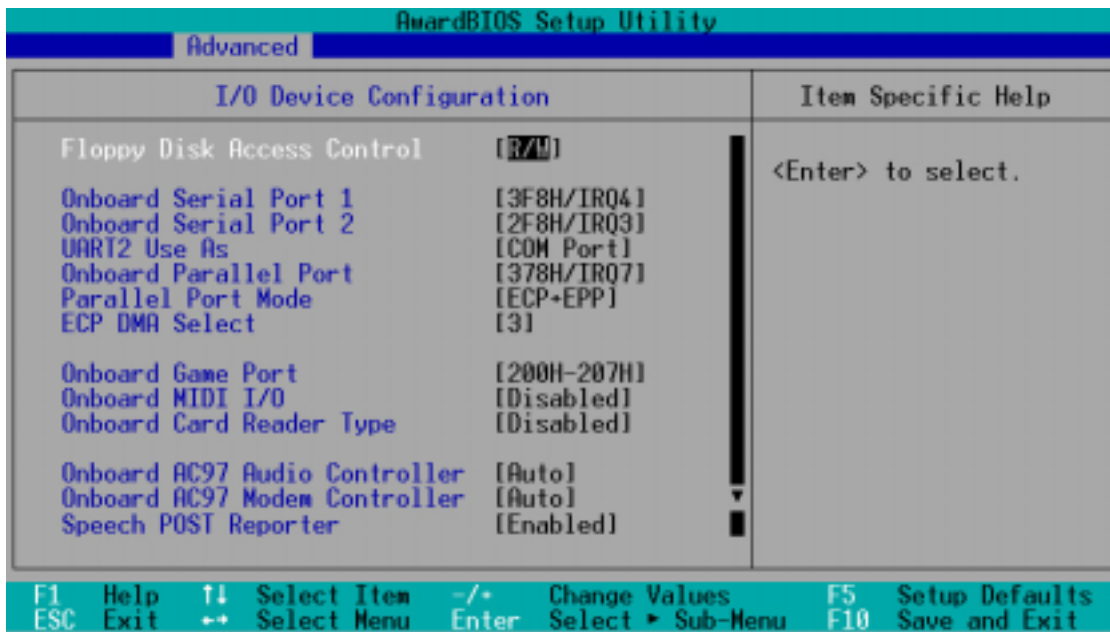 AwardBIOS Setup Utility
Advanced
I/O Device Configuration
Item Specific Help
Floppy Disk Access Control [R/W]
<Enter> to select.
Onboard Serial Port 1 [3F8H/IRQ4]
Onboard Serial Port 2 [2F8H/IRQ3]
UART2 Use As [COM Port]
Onboard Parallel Port [378H/IRQ7]
Parallel Port Mode [ECP+EPP]
ECP DMA Select [3]
Onboard Game Port [200H-207H]
Onboard MIDI I/O [Disabled]
Onboard Card Reader Type [Disabled]
Onboard AC97 Audio Controller [Auto]
Onboard AC97 Modem Controller [Auto]
Speech POST Reporter [Enabled]
F1 Help ↑↓ Select Item -/+ Change Values F5 Setup Defaults
ESC Exit ←→ Select Menu Enter Select ► Sub-Menu F10 Save and Exit